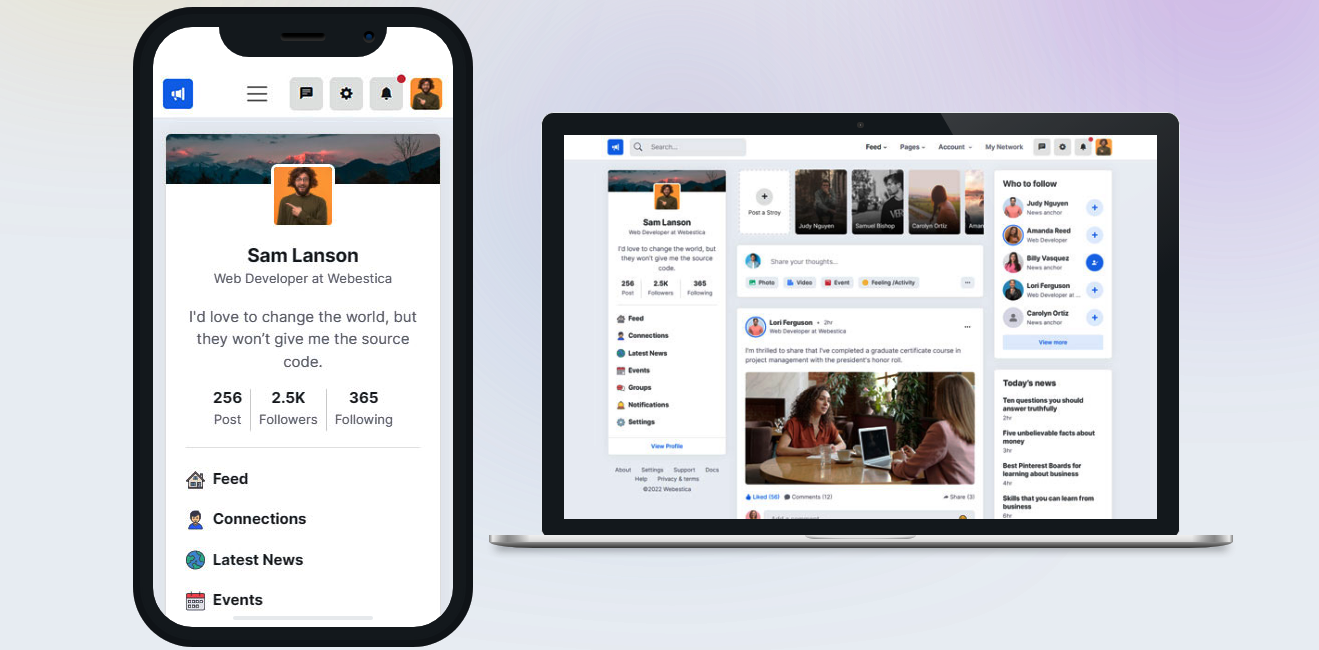 Sam Lanson
Web Developer at Webestica
I'd love to change the world, but
they won't give me the source
code.
256 2.5K 365
Post Followers Following
Feed
Connections
Latest News
Events
Search...
Feed Pages Account My Network
Sam Lanson
Web Developer at Webestica
I'd love to change the world, but
they won't give me the source
code.
256 2.5K 365
Post Followers Following
Feed
Connections
Latest News
Events
Groups
Notifications
Settings
View Profile
About Settings Support Docs
Help Privacy & terms
©2022 Webestica
Post a Stroy
Judy Nguyen
Samuel Bishop
Carolyn Ortiz
Share your thoughts...
Photo Video Event Feeling /Activity
Lori Ferguson • 2hr
Web Developer at Webestica
I'm thrilled to share that I've completed a graduate certificate course in
project management with the president's honor roll.
Liked (56) Comments (12) Share (3)
Who to follow
Judy Nguyen
News anchor
Amanda Reed
Web Developer
Billy Vasquez
News anchor
Lori Ferguson
Web Developer at ...
Carolyn Ortiz
News anchor
View more
Today's news
Ten questions you should
answer truthfully
2hr
Five unbelievable facts about
money
3hr
Best Pinterest Boards for
learning about business
4hr
Skills that you can learn from
business
6hr